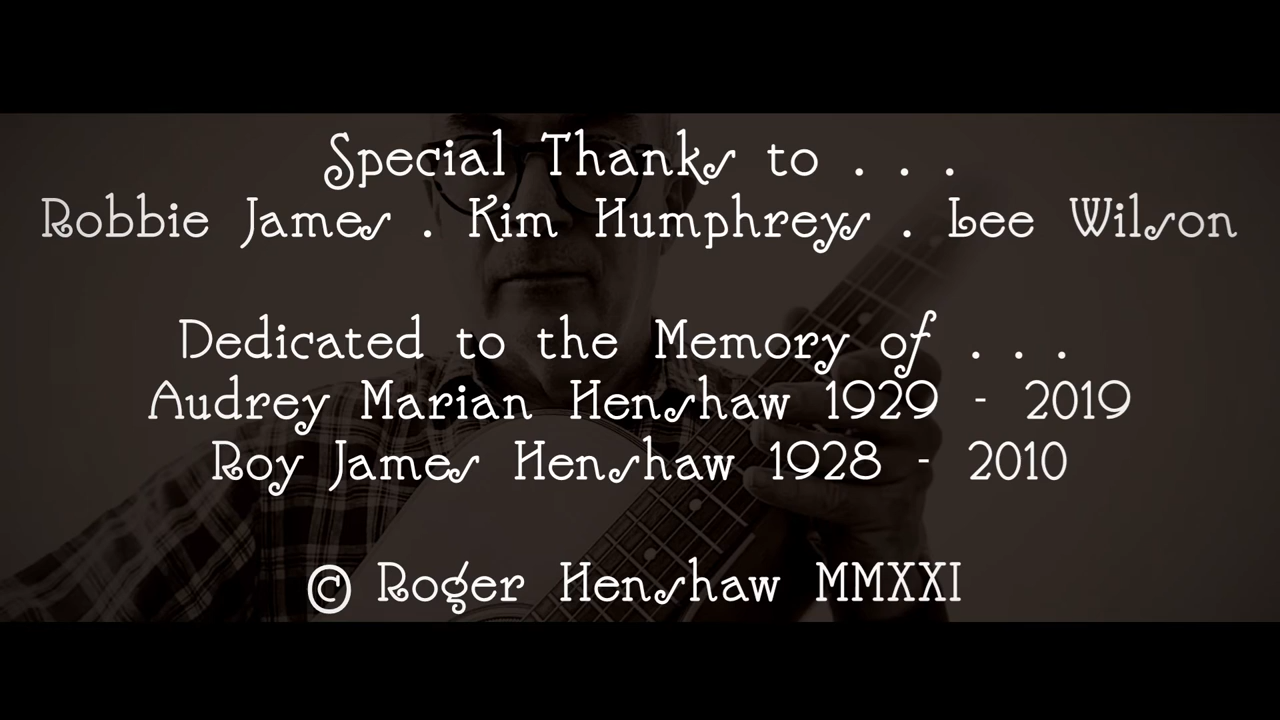 Special Thanks to . . .
Robbie James . Kim Humphreys . Lee Wilson
Dedicated to the Memory of . . .
Audrey Marian Henshaw 1929 - 2019
Roy James Henshaw 1928 - 2010
© Roger Henshaw MMXXI